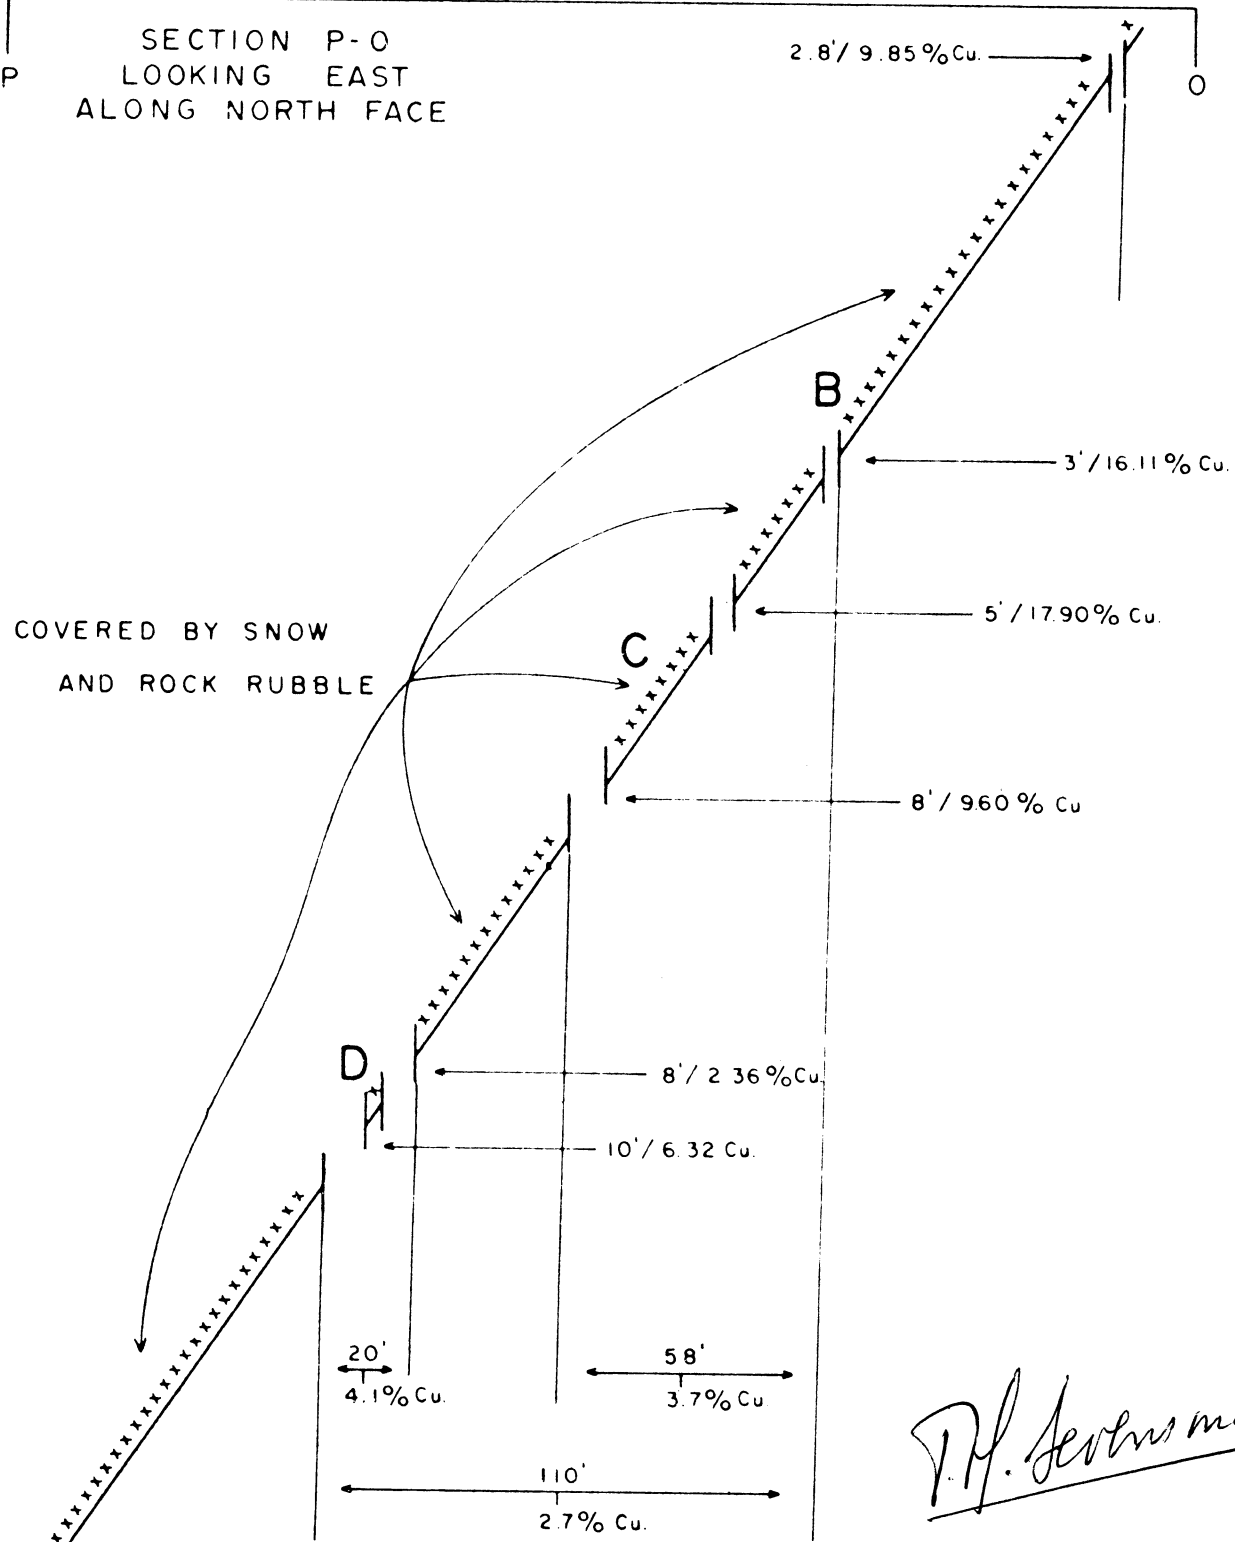 SECTION P-O
LOOKING EAST
ALONG NORTH FACE
P
O
2.8'/ 9.85% Cu.
B
3'/16.11% Cu.
5'/17.90% Cu.
COVERED BY SNOW
AND ROCK RUBBLE
C
8'/ 9.60% Cu
D
8'/ 2 36% Cu.
10'/ 6.32 Cu.
20'
4.1% Cu.
58'
3.7% Cu
110'
2.7% Cu.